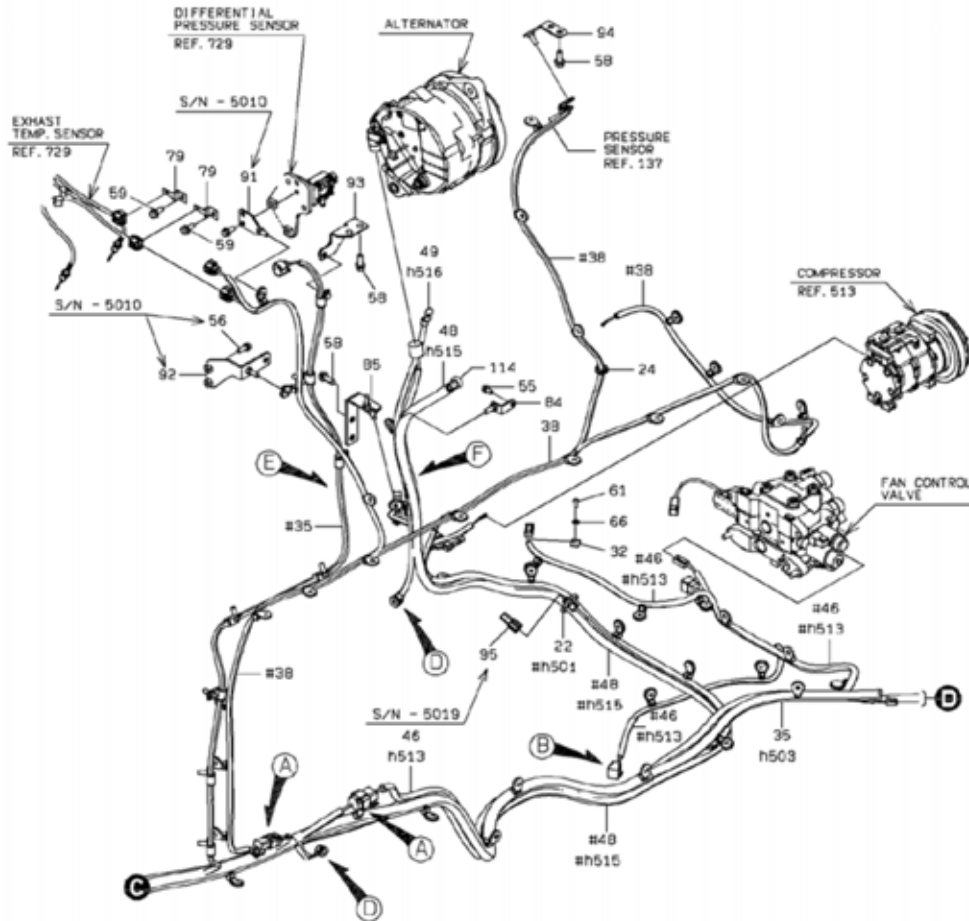 DIFFERENTIAL
PRESSURE SENSOR
REF. 729
ALTERNATOR
94
58
S/N - 5010
EXHAST
TEMP. SENSOR
REF. 729
PRESSURE
SENSOR
REF. 137
79
79
91
93
59
59
58
49
h516
#38
#38
COMPRESSOR
REF. 513
S/N - 5010
56
92
58
85
48
h515
114
55
84
24
38
E
F
FAN CONTROL
VALVE
61
66
32
#35
#46
#h513
#46
#h513
D
95
22
#h501
#38
#48
#h515
#46
#h513
S/N - 5019
46
h513
B
35
h503
B
A
A
#48
#h515
C
D